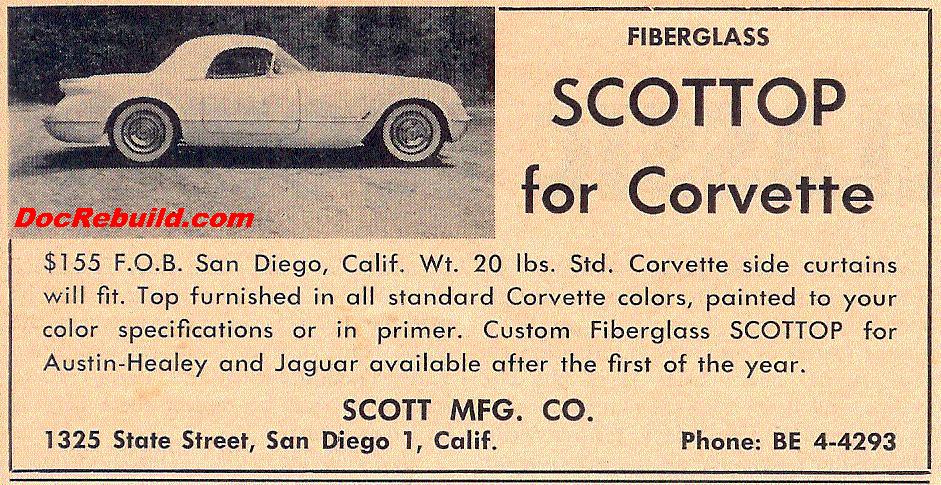 FIBERGLASS
SCOTTOP
for Corvette
DocRebuild.com
$155 F.O.B. San Diego, Calif. Wt. 20 lbs. Std. Corvette side curtains
will fit. Top furnished in all standard Corvette colors, painted to your
color specifications or in primer. Custom Fiberglass SCOTTOP for
Austin-Healey and Jaguar available after the first of the year.
SCOTT MFG. CO.
1325 State Street, San Diego 1, Calif. Phone: BE 4-4293